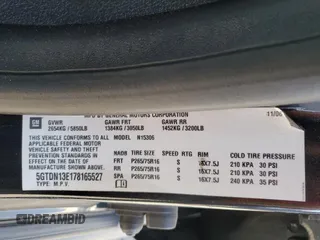 MFD BY GENERAL MOTORS CORPORATION 11/06
GM GVWR GAWR FRT GAWR RR
2654KG / 5850LB 1384KG / 3050LB 1452KG / 3200LB
THIS VEHICLE CONFORMS TO ALL MODEL N15306
APPLICABLE FEDERAL MOTOR
VEHICLE SAFETY AND THEFT
PREVENTION STANDARDS IN
EFFECT ON THE DATE OF
MANUFACTURE SHOWN ABOVE.
5GTDN13E178165527
TYPE: M.P.V.
TIRE SIZE SPEED RTG RIM COLD TIRE PRESSURE
FRT P265/75R16 S 16X7.5J 210 KPA 30 PSI
RR P265/75R16 S 16X7.5J 210 KPA 30 PSI
SPA P265/75R16 S 16X7.5J 240 KPA 35 PSI
©DREAMBID